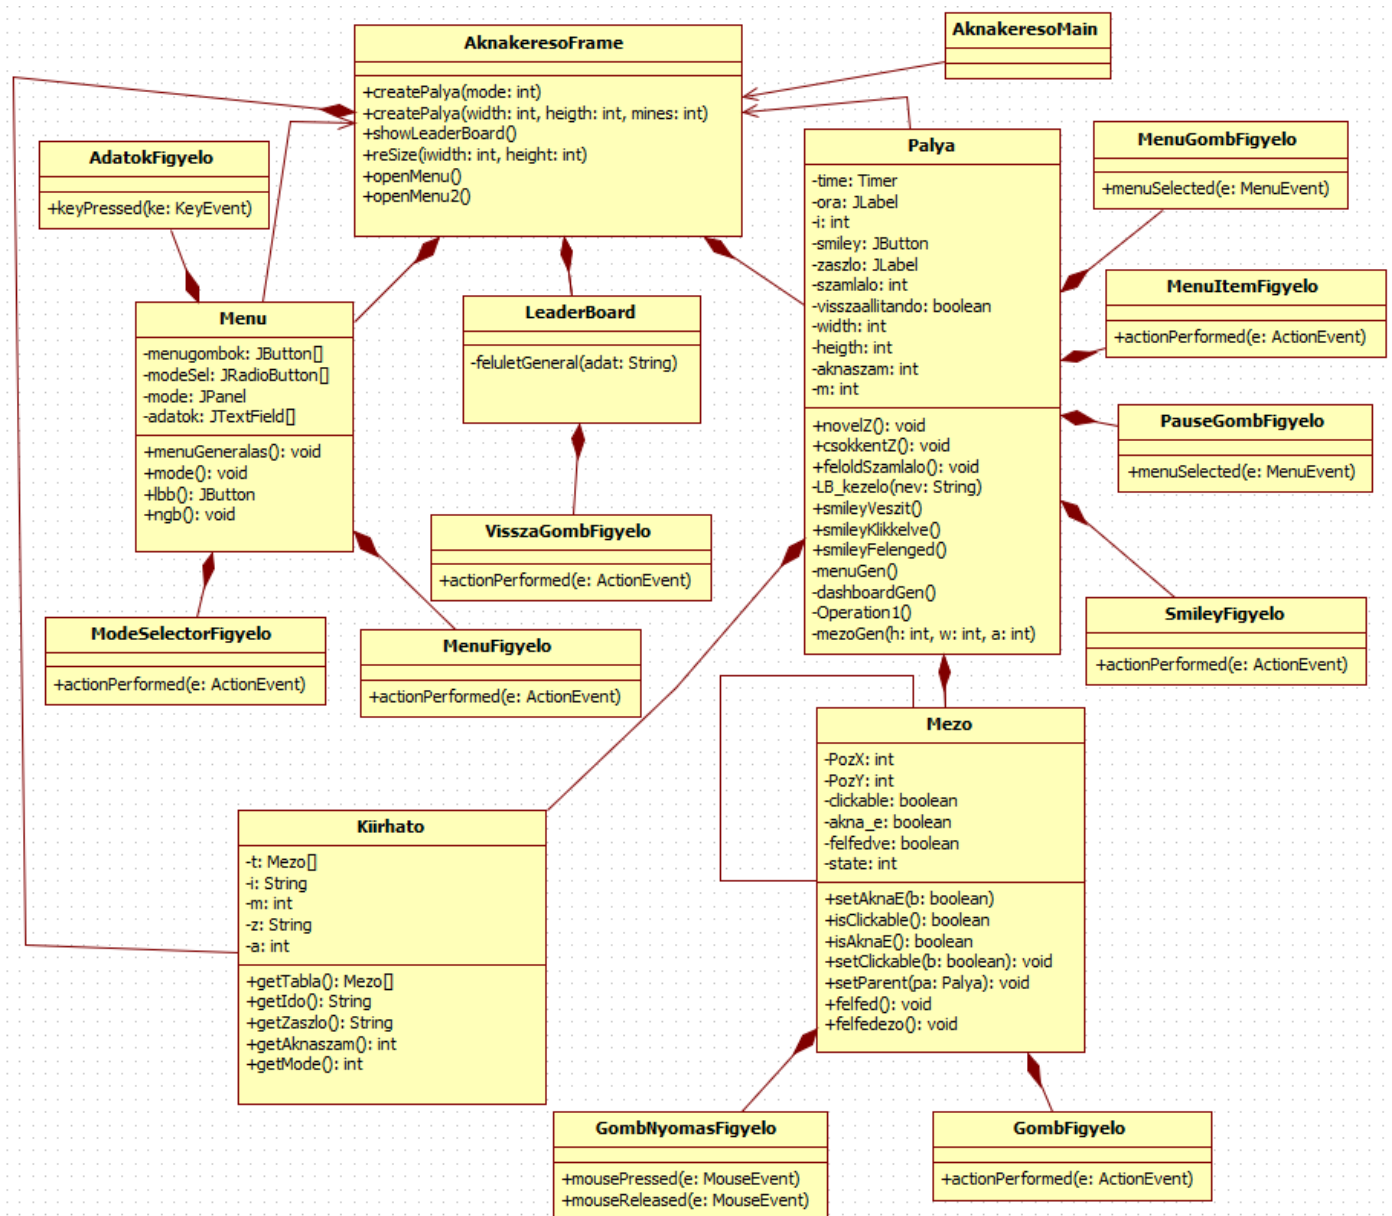 AknakeresoFrame
+createPalya(mode: int)
+createPalya(width: int, heigth: int, mines: int)
+showLeaderBoard()
+reSize(iwidth: int, height: int)
+openMenu()
+openMenu2()
AknakeresoMain
AdatokFigyelo
+keyPressed(ke: KeyEvent)
Palya
-time: Timer
-ora: JLabel
-i: int
-smiley: JButton
-zaszlo: JLabel
-szamlalo: int
-visszaallitando: boolean
-width: int
-heigth: int
-aknaszam: int
-m: int
+novelZ(): void
+csokkentZ(): void
+feloldSzamlalo(): void
-LB_kezelo(nev: String)
+smileyVeszit()
+smileyKlikkelve()
+smileyFelenged()
-menuGen()
-dashboardGen()
-Operation1()
-mezoGen(h: int, w: int, a: int)
MenuGombFigyelo
+menuSelected(e: MenuEvent)
MenuItemFigyelo
+actionPerformed(e: ActionEvent)
PauseGombFigyelo
+menuSelected(e: MenuEvent)
SmileyFigyelo
+actionPerformed(e: ActionEvent)
Menu
-menugombok: JButton[]
-modeSel: JRadioButton[]
-mode: JPanel
-adatok: JTextField[]
+menuGeneralas(): void
+mode(): void
+lbb(): JButton
+ngb(): void
LeaderBoard
-feluletGeneral(adat: String)
VisszaGombFigyelo
+actionPerformed(e: ActionEvent)
ModeSelectorFigyelo
+actionPerformed(e: ActionEvent)
MenuFigyelo
+actionPerformed(e: ActionEvent)
Mezo
-PozX: int
-PozY: int
-clickable: boolean
-akna_e: boolean
-felfedve: boolean
-state: int
+setAknaE(b: boolean)
+isClickable(): boolean
+isAknaE(): boolean
+setClickable(b: boolean): void
+setParent(pa: Palya): void
+felfed(): void
+felfedezo(): void
Kiirhato
-t: Mezo[]
-i: String
-m: int
-z: String
-a: int
+getTabla(): Mezo[]
+getIdo(): String
+getZaszlo(): String
+getAknaszam(): int
+getMode(): int
GombNyomasFigyelo
+mousePressed(e: MouseEvent)
+mouseReleased(e: MouseEvent)
GombFigyelo
+actionPerformed(e: ActionEvent)